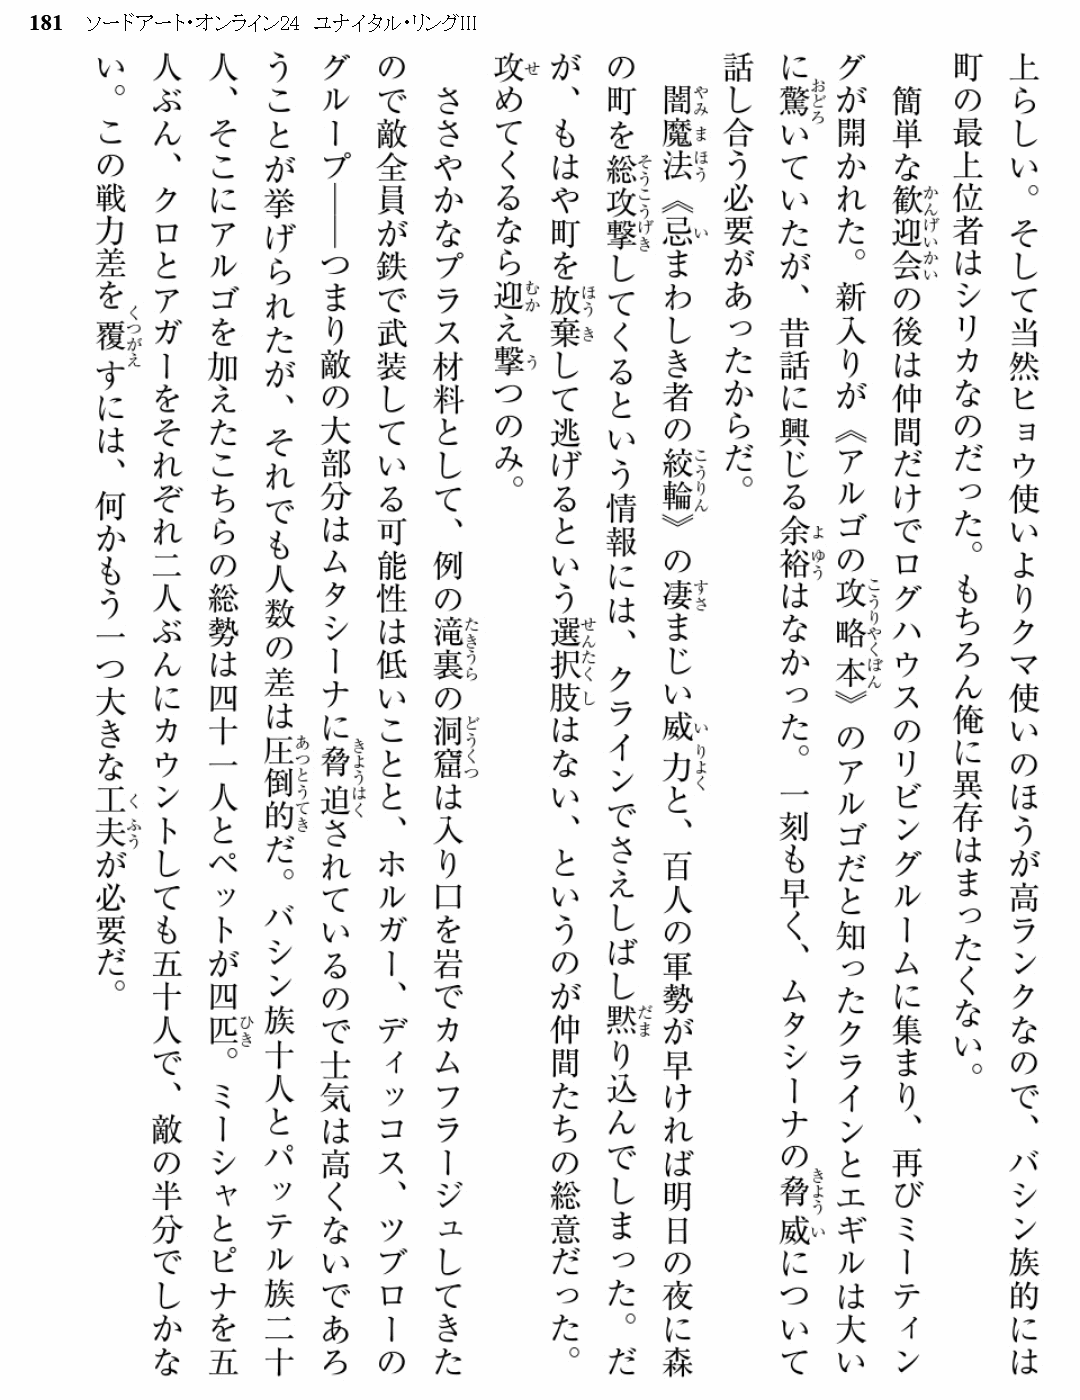 181 ソードアート・オンライン24 ユナイタル・リングIII
上らしい。そして当然ヒョウ使いよりクマ使いのほうが高ランクなので、バシン族的には
町の最上位者はシリカなのだった。もちろん俺に異存はまったくない。
簡単な歓迎会の後は仲間だけでログハウスのリビングルームに集まり、再びミーティン
グが開かれた。新入りが《アルゴの攻略本》のアルゴだと知ったクラインとエギルは大い
に驚いていたが、昔話に興じる余裕はなかった。一刻も早く、ムタシーナの脅威について
話し合う必要があったからだ。
闇魔法《忌まわしき者の絞輪》の凄まじい威力と、百人の軍勢が早ければ明日の夜に森
の町を総攻撃してくるという情報には、クラインでさえしばし黙り込んでしまった。だ
が、もはや町を放棄して逃げるという選択肢はない、というのが仲間たちの総意だった。
攻めてくるなら迎え撃つのみ。
ささやかなプラス材料として、例の滝裏の洞窟は入り口を岩でカムフラージュしてきた
ので敵全員が鉄で武装している可能性は低いことと、ホルガー、ディッコス、ツブローの
グループ――つまり敵の大部分はムタシーナに脅迫されているので士気は高くないであろ
うことが挙げられたが、それでも人数の差は圧倒的だ。バシン族十人とパッテル族二十
人、そこにアルゴを加えたこちらの総勢は四十一人とペットが四匹。ミーシャとピナを五
人ぶん、クロとアガーをそれぞれ二人ぶんにカウントしても五十人で、敵の半分でしかな
い。この戦力差を覆すには、何かもう一つ大きな工夫が必要だ。